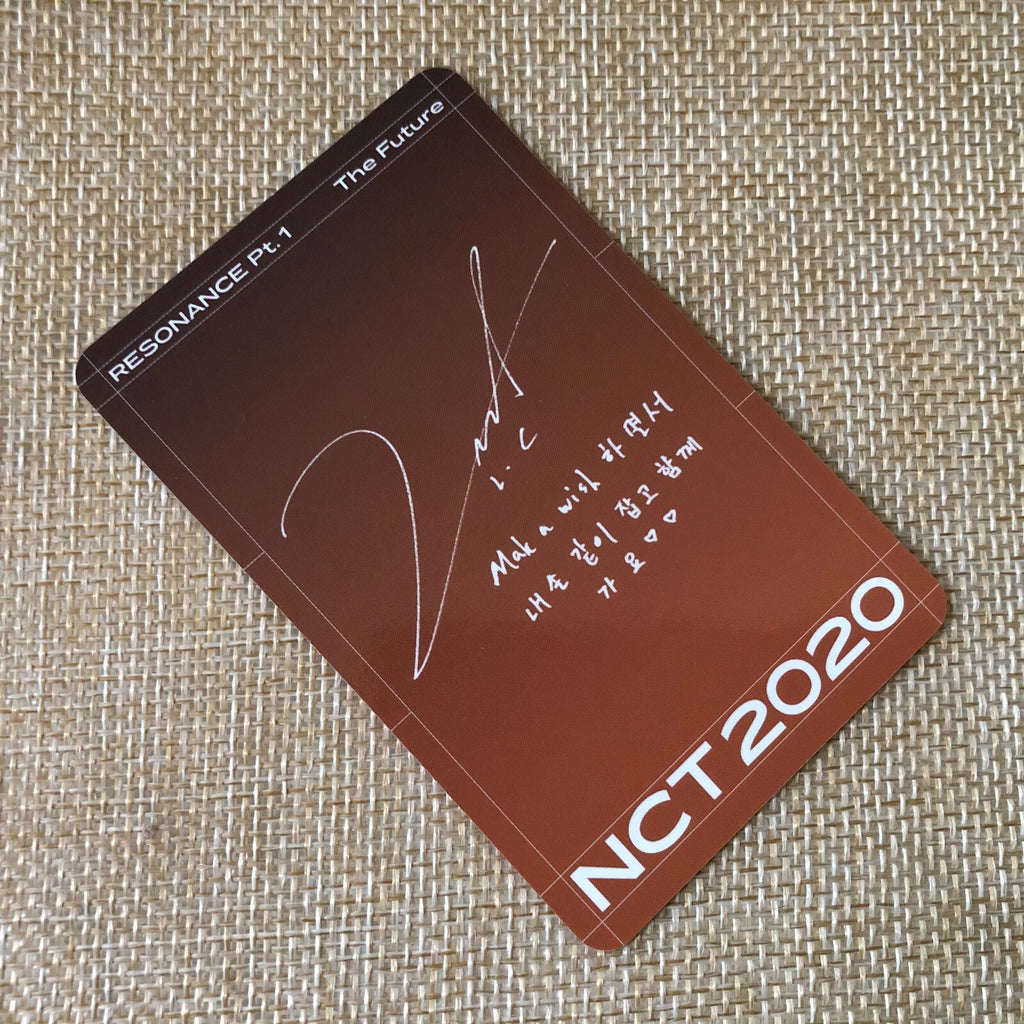 RESONANCE Pt. 1 The Future
Mak a wish 하면서
내 손 같이 잡고 함께
가요 ♡♡
NCT 2020